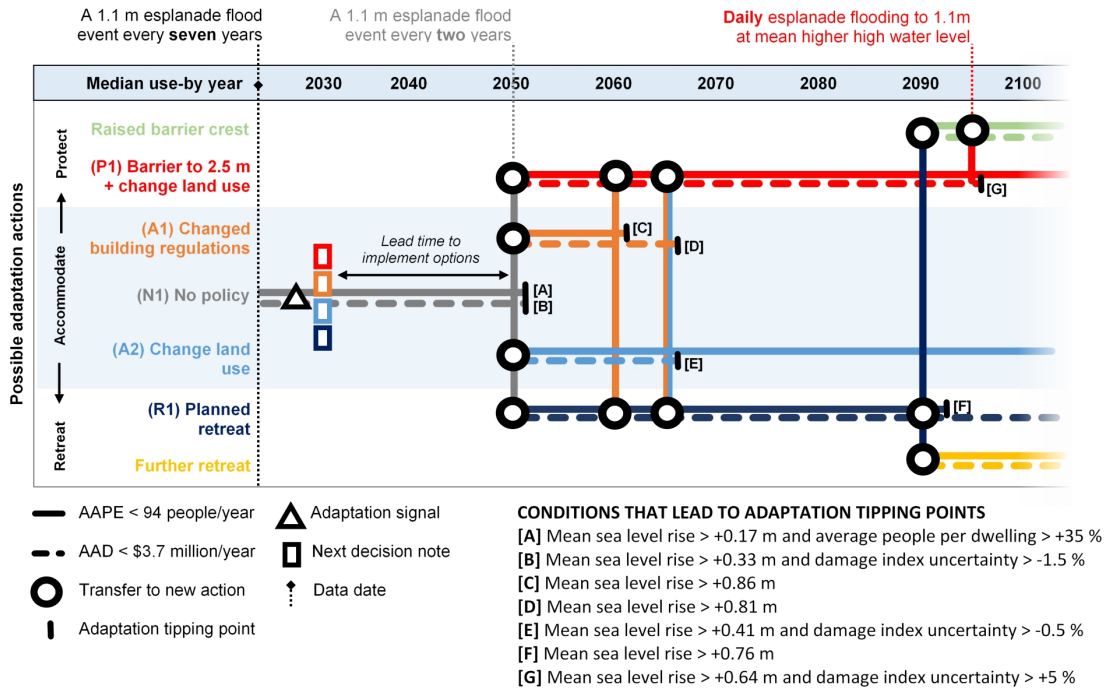 A 1.1 m esplanade flood
event every seven years
A 1.1 m esplanade flood
event every two years
Daily esplanade flooding to 1.1m
at mean higher high water level
Median use-by year
2030 2040 2050 2060 2070 2080 2090 2100
Possible adaptation actions
Protect
Accommodate
Retreat
Raised barrier crest
(P1) Barrier to 2.5 m
+ change land use
[G]
(A1) Changed
building regulations
[C]
[D]
Lead time to
implement options
(N1) No policy
[A]
[B]
(A2) Change land
use
[E]
(R1) Planned
retreat
[F]
Further retreat
AAPE < 94 people/year
AAD < $3.7 million/year
Transfer to new action
Adaptation tipping point
Adaptation signal
Next decision note
Data date
CONDITIONS THAT LEAD TO ADAPTATION TIPPING POINTS
[A] Mean sea level rise > +0.17 m and average people per dwelling > +35 %
[B] Mean sea level rise > +0.33 m and damage index uncertainty > -1.5 %
[C] Mean sea level rise > +0.86 m
[D] Mean sea level rise > +0.81 m
[E] Mean sea level rise > +0.41 m and damage index uncertainty > -0.5 %
[F] Mean sea level rise > +0.76 m
[G] Mean sea level rise > +0.64 m and damage index uncertainty > +5 %